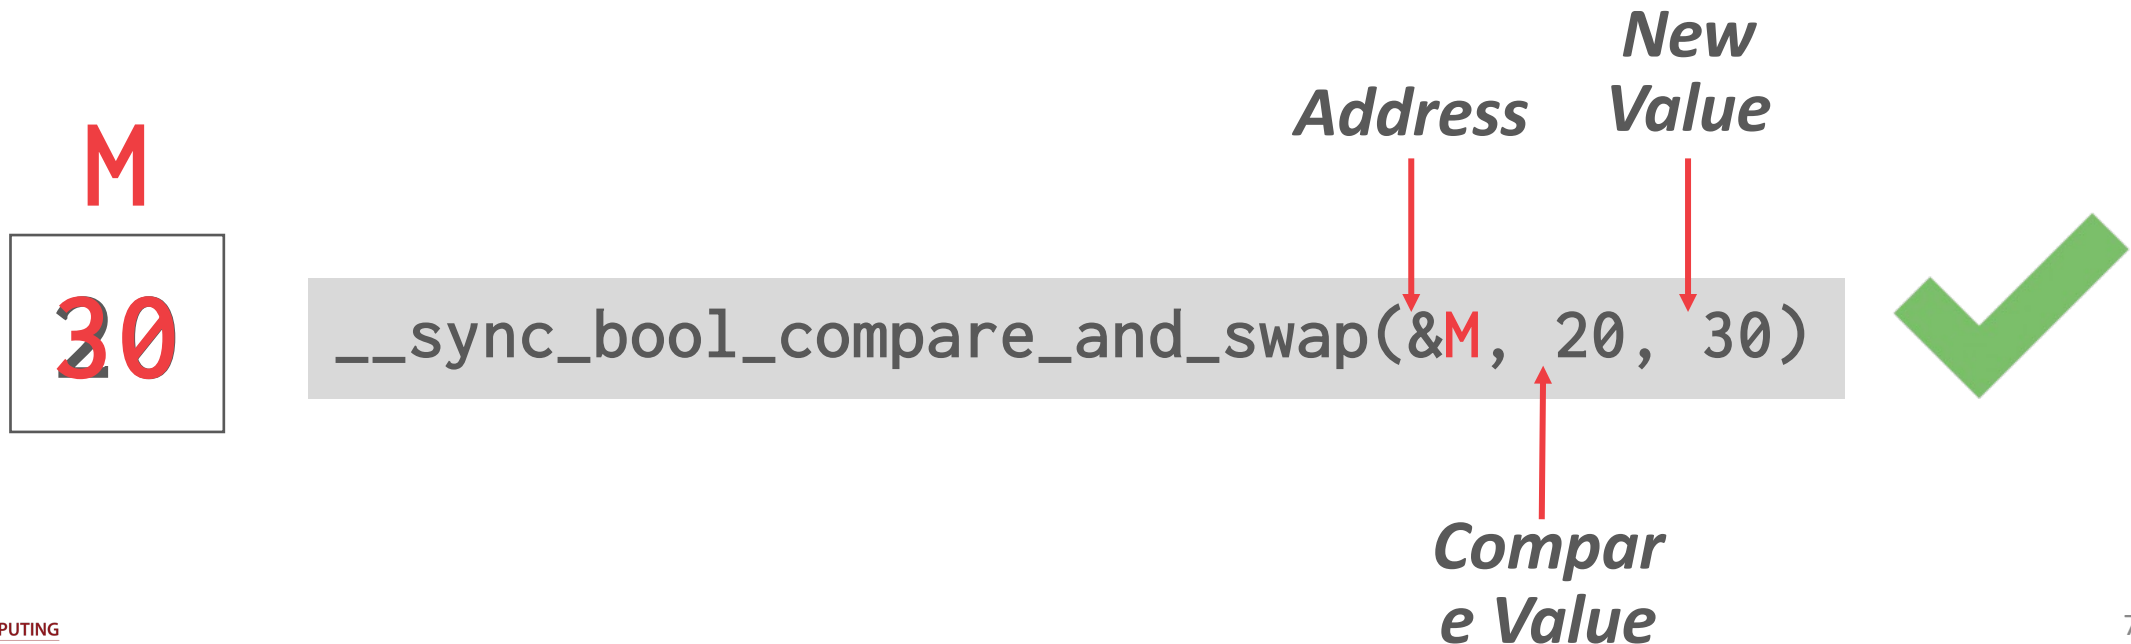 New
Address Value
M
30
__sync_bool_compare_and_swap(&M, 20, 30)
Compar
e Value
PUTING